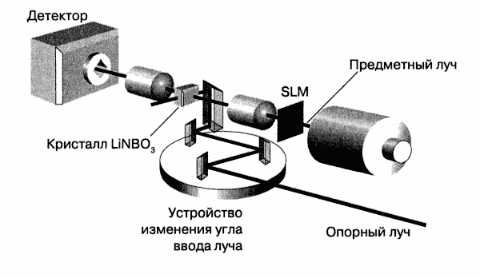 Детектор
Предметный луч
SLM
Кристалл LiNBO₃
Устройство
изменения угла
ввода луча
Опорный луч